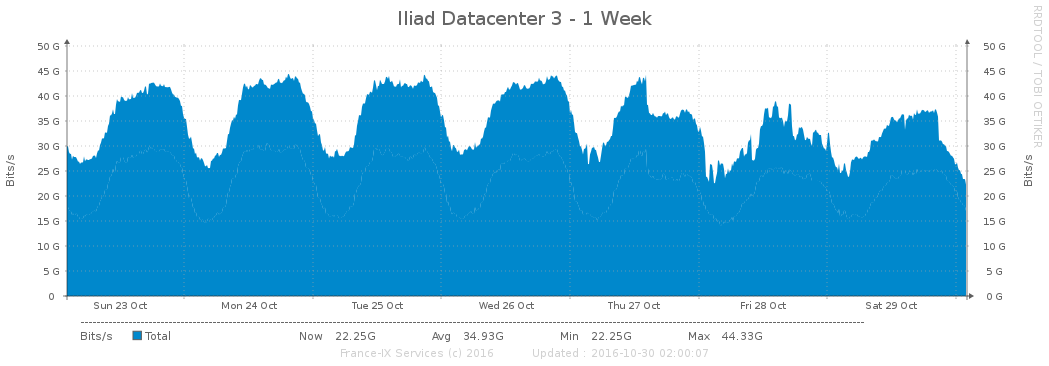 Iliad Datacenter 3 - 1 Week
RRDTOOL / TOBI OETIKER
Bits/s
50 G
45 G
40 G
35 G
30 G
25 G
20 G
15 G
10 G
5 G
0
50 G
45 G
40 G
35 G
30 G
25 G
20 G
15 G
10 G
5 G
0 G
Bits/s
Sun 23 Oct Mon 24 Oct Tue 25 Oct Wed 26 Oct Thu 27 Oct Fri 28 Oct Sat 29 Oct
Bits/s Total Now 22.25G Avg 34.93G Min 22.25G Max 44.33G
France-IX Services (c) 2016 Updated : 2016-10-30 02:00:07